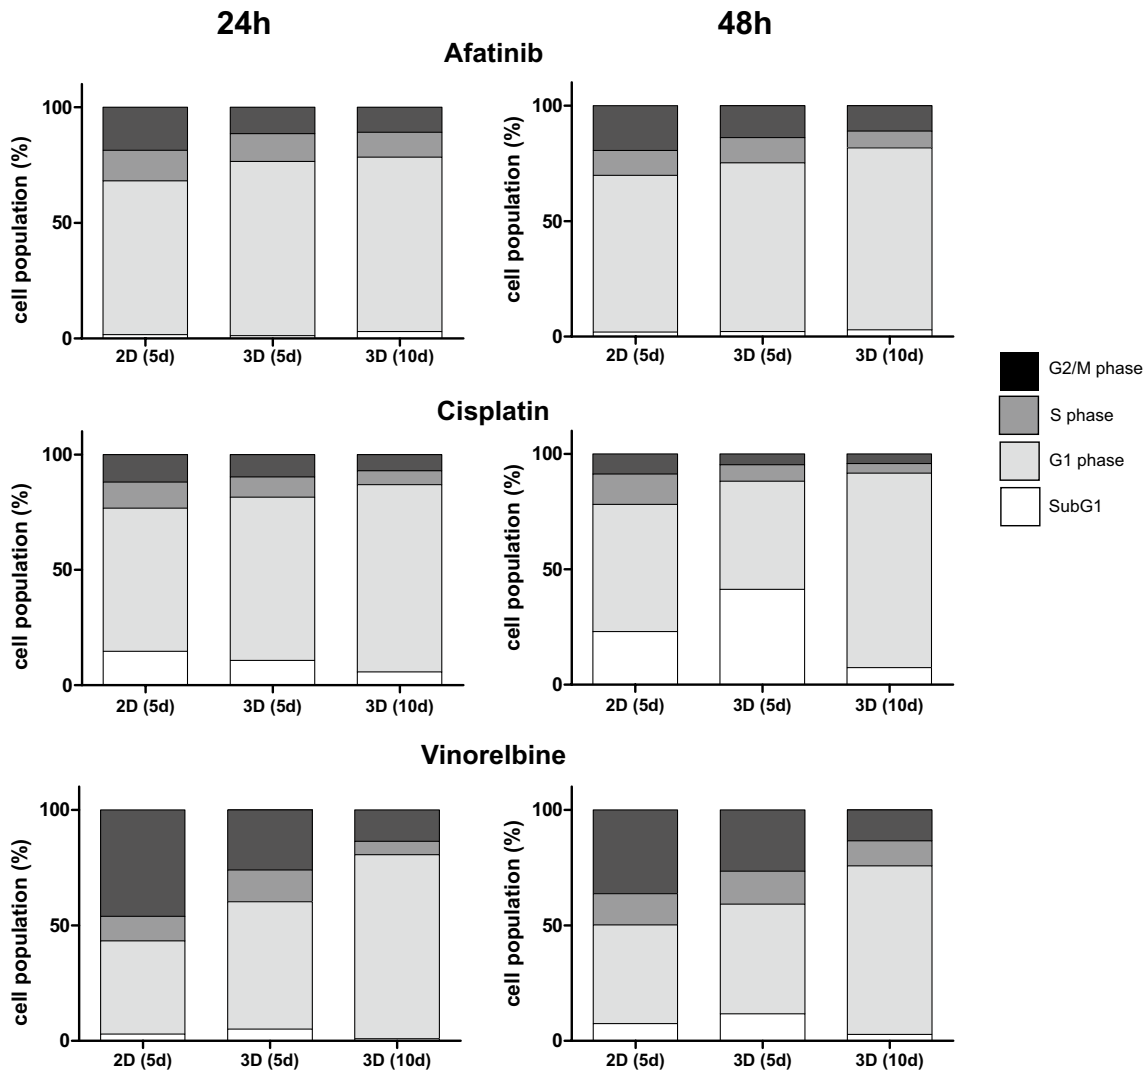 24h 48h
Afatinib
cell population (%)
100
50
0
2D (5d) 3D (5d) 3D (10d)
cell population (%)
100
50
0
2D (5d) 3D (5d) 3D (10d)
G2/M phase
S phase
G1 phase
SubG1
Cisplatin
cell population (%)
100
50
0
2D (5d) 3D (5d) 3D (10d)
cell population (%)
100
50
0
2D (5d) 3D (5d) 3D (10d)
Vinorelbine
cell population (%)
100
50
0
2D (5d) 3D (5d) 3D (10d)
cell population (%)
100
50
0
2D (5d) 3D (5d) 3D (10d)